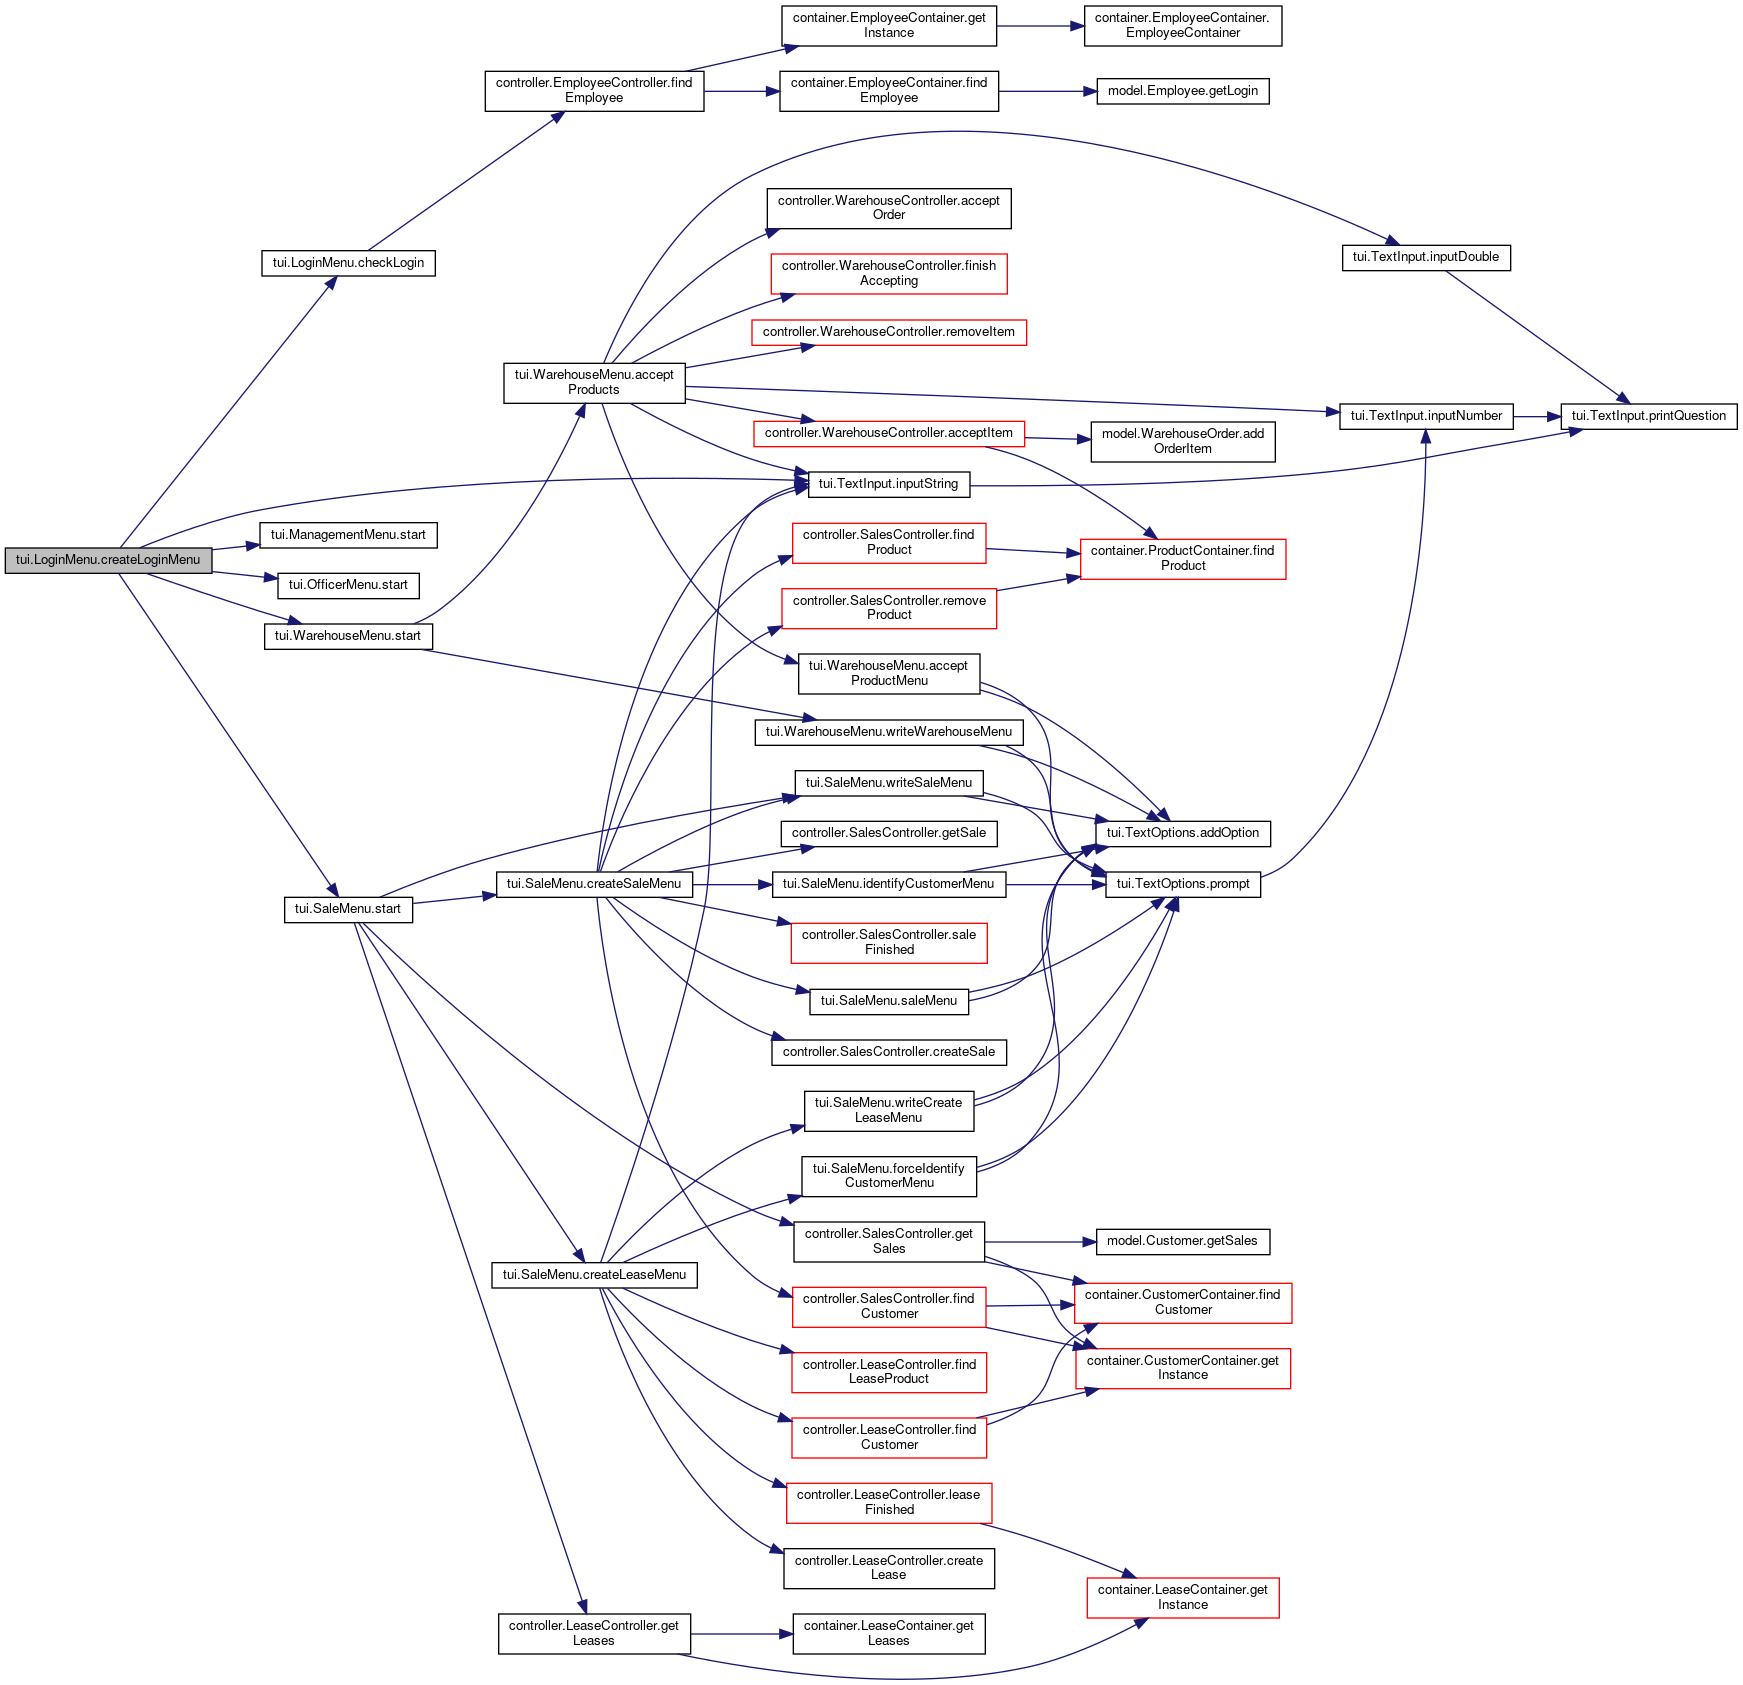 container.EmployeeContainer.get
Instance
container.EmployeeContainer.
EmployeeContainer
controller.EmployeeController.find
Employee
container.EmployeeContainer.find
Employee
model.Employee.getLogin
controller.WarehouseController.accept
Order
tui.LoginMenu.checkLogin
tui.TextInput.inputDouble
controller.WarehouseController.finish
Accepting
controller.WarehouseController.removeItem
tui.WarehouseMenu.accept
Products
tui.TextInput.inputNumber
tui.TextInput.printQuestion
controller.WarehouseController.acceptItem
model.WarehouseOrder.add
OrderItem
tui.TextInput.inputString
tui.ManagementMenu.start
controller.SalesController.find
Product
container.ProductContainer.find
Product
tui.LoginMenu.createLoginMenu
tui.OfficerMenu.start
controller.SalesController.remove
Product
tui.WarehouseMenu.start
tui.WarehouseMenu.accept
ProductMenu
tui.WarehouseMenu.writeWarehouseMenu
tui.SaleMenu.writeSaleMenu
controller.SalesController.getSale
tui.TextOptions.addOption
tui.SaleMenu.createSaleMenu
tui.SaleMenu.identifyCustomerMenu
tui.TextOptions.prompt
tui.SaleMenu.start
controller.SalesController.sale
Finished
tui.SaleMenu.saleMenu
controller.SalesController.createSale
tui.SaleMenu.writeCreate
LeaseMenu
tui.SaleMenu.forceIdentify
CustomerMenu
controller.SalesController.get
Sales
model.Customer.getSales
tui.SaleMenu.createLeaseMenu
controller.SalesController.find
Customer
container.CustomerContainer.find
Customer
controller.LeaseController.find
LeaseProduct
container.CustomerContainer.get
Instance
controller.LeaseController.find
Customer
controller.LeaseController.lease
Finished
controller.LeaseController.create
Lease
container.LeaseContainer.get
Instance
controller.LeaseController.get
Leases
container.LeaseContainer.get
Leases